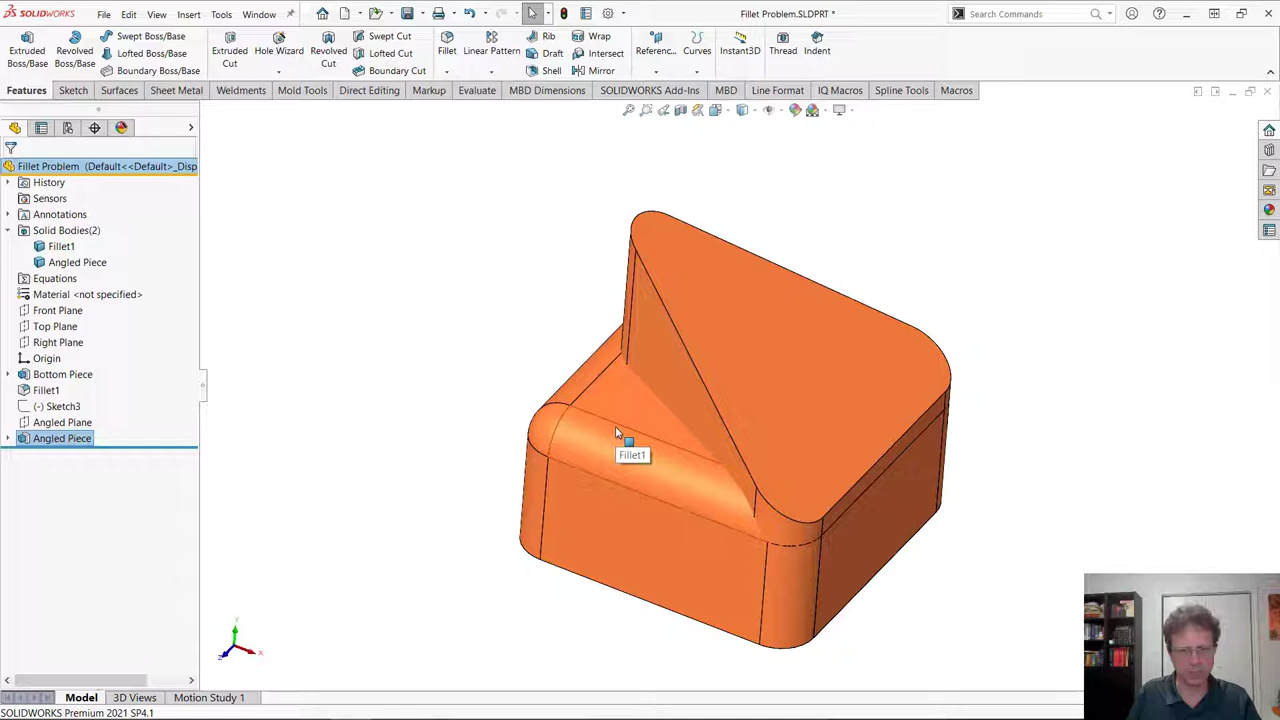 SOLIDWORKS
File Edit View Insert Tools Window
Fillet Problem.SLDPRT *
Search Commands
Extruded Boss/Base
Revolved Boss/Base
Swept Boss/Base
Lofted Boss/Base
Boundary Boss/Base
Extruded Cut
Hole Wizard
Revolved Cut
Swept Cut
Lofted Cut
Boundary Cut
Fillet
Linear Pattern
Rib
Draft
Shell
Wrap
Intersect
Mirror
Referenc...
Curves
Instant3D
Thread
Indent
Features Sketch Surfaces Sheet Metal Weldments Mold Tools Direct Editing Markup Evaluate MBD Dimensions SOLIDWORKS Add-Ins MBD Line Format IQ Macros Spline Tools Macros
Fillet Problem (Default<<Default>_Disp
History
Sensors
Annotations
Solid Bodies(2)
Fillet1
Angled Piece
Equations
Material <not specified>
Front Plane
Top Plane
Right Plane
Origin
Bottom Piece
Fillet1
(-) Sketch3
Angled Plane
Angled Piece
Fillet1
Y
X
Z
Model 3D Views Motion Study 1
SOLIDWORKS Premium 2021 SP4.1